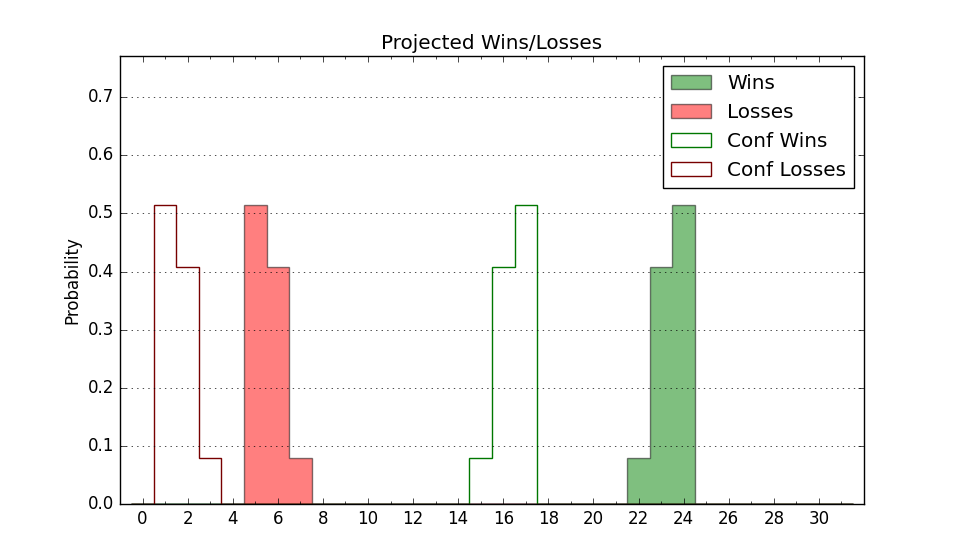 Projected Wins/Losses
Wins
Losses
Conf Wins
Conf Losses
Probability
0.7
0.6
0.5
0.4
0.3
0.2
0.1
0.0
0 2 4 6 8 10 12 14 16 18 20 22 24 26 28 30